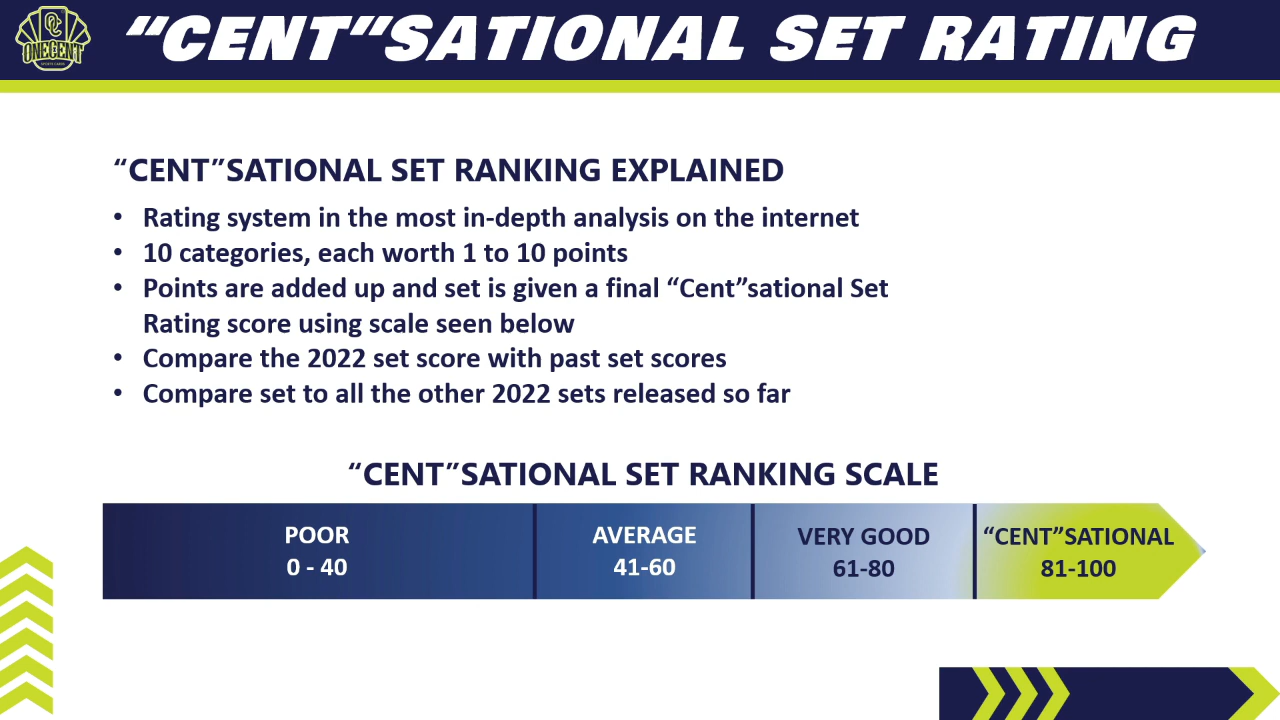 OC
ONECENT
SPORTS CARDS
“CENT”SATIONAL SET RATING
“CENT”SATIONAL SET RANKING EXPLAINED
• Rating system in the most in-depth analysis on the internet
• 10 categories, each worth 1 to 10 points
• Points are added up and set is given a final “Cent”sational Set
Rating score using scale seen below
• Compare the 2022 set score with past set scores
• Compare set to all the other 2022 sets released so far
“CENT”SATIONAL SET RANKING SCALE
POOR
0 - 40
AVERAGE
41-60
VERY GOOD
61-80
“CENT”SATIONAL
81-100